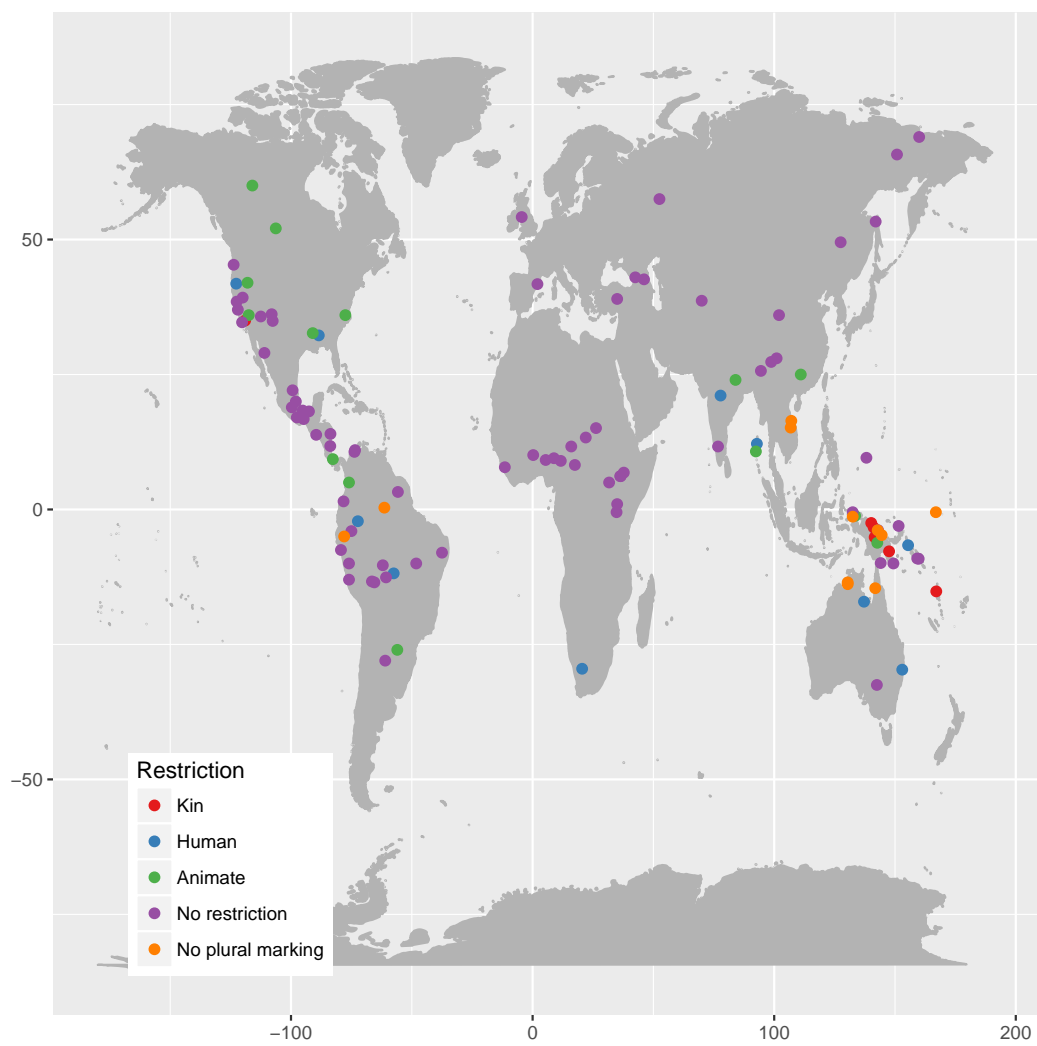 50
0
−50
Restriction
Kin
Human
Animate
No restriction
No plural marking
−100
0
100
200